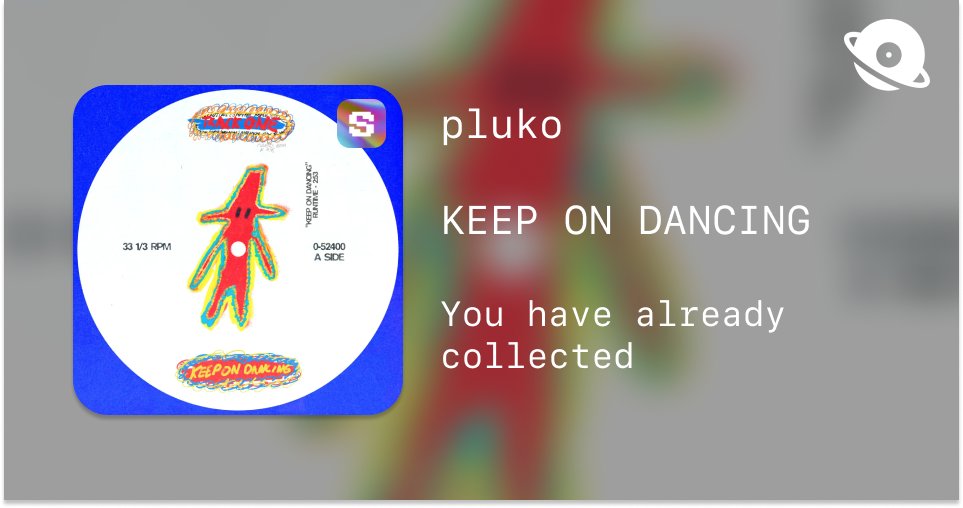 "KEEP ON DANCING"
RUNTIME - 2:53
33 1/3 RPM
0-52400
A SIDE
KEEP ON DANCING
S
pluko
KEEP ON DANCING
You have already
collected